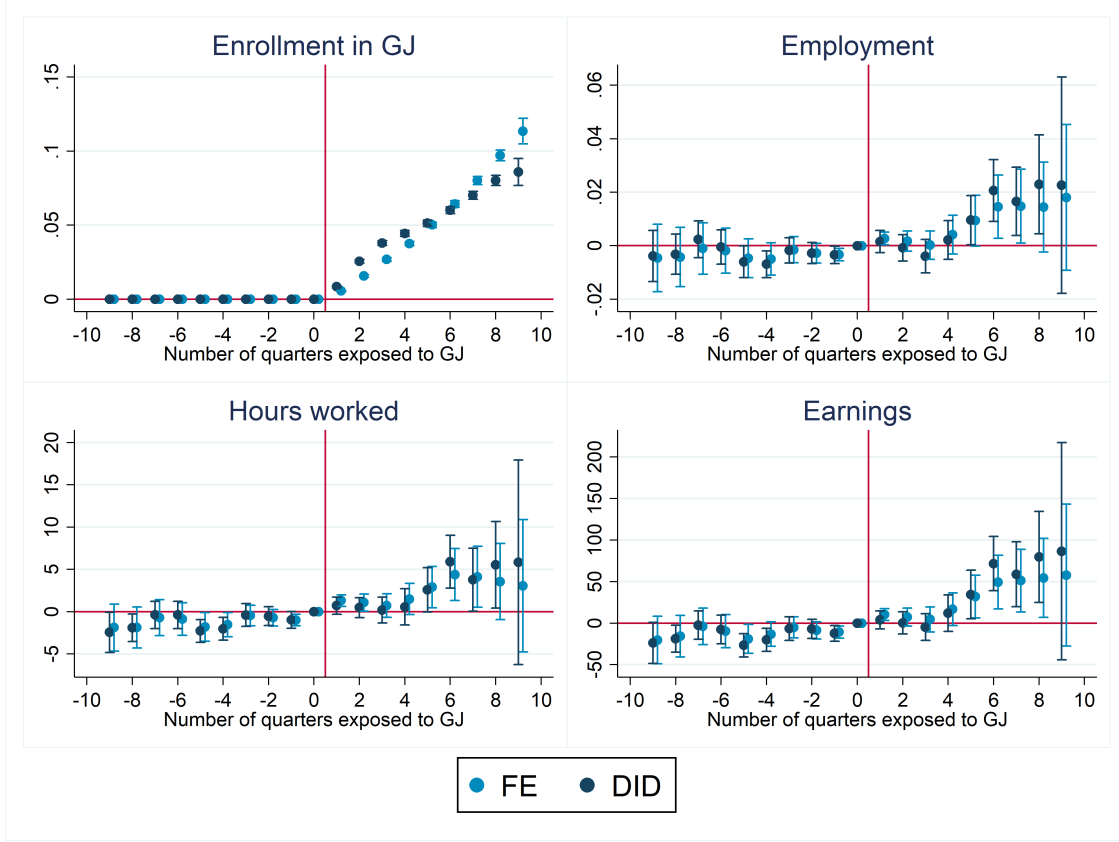 Enrollment in GJ
.15
.1
.05
0
-10 -8 -6 -4 -2 0 2 4 6 8 10
Number of quarters exposed to GJ
Employment
.06
.04
.02
0
-.02
-10 -8 -6 -4 -2 0 2 4 6 8 10
Number of quarters exposed to GJ
Hours worked
20
15
10
5
0
-5
-10 -8 -6 -4 -2 0 2 4 6 8 10
Number of quarters exposed to GJ
Earnings
200
150
100
50
0
-50
-10 -8 -6 -4 -2 0 2 4 6 8 10
Number of quarters exposed to GJ
FE DID